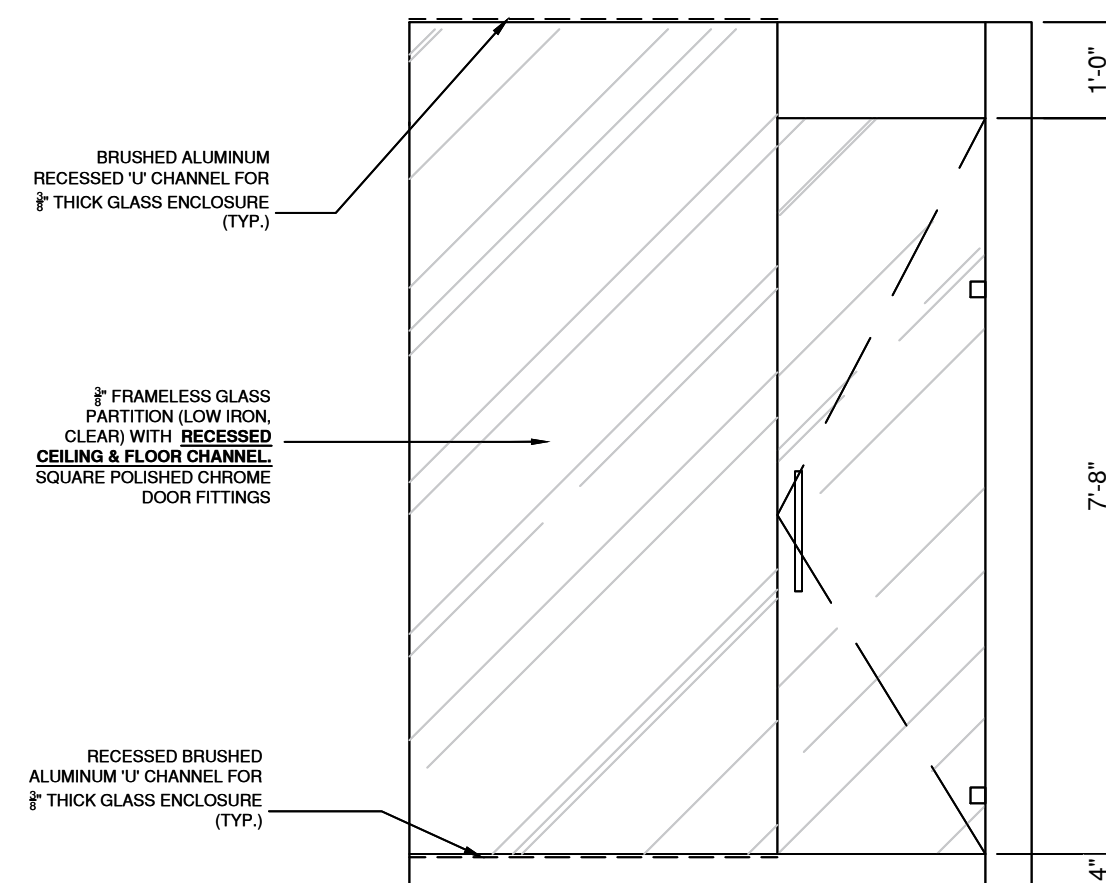 BRUSHED ALUMINUM
RECESSED 'U' CHANNEL FOR
3/8" THICK GLASS ENCLOSURE
(TYP.)
3/8" FRAMELESS GLASS
PARTITION (LOW IRON,
CLEAR) WITH RECESSED
CEILING & FLOOR CHANNEL.
SQUARE POLISHED CHROME
DOOR FITTINGS
RECESSED BRUSHED
ALUMINUM 'U' CHANNEL FOR
3/8" THICK GLASS ENCLOSURE
(TYP.)
1'-0"
7'-8"
4"